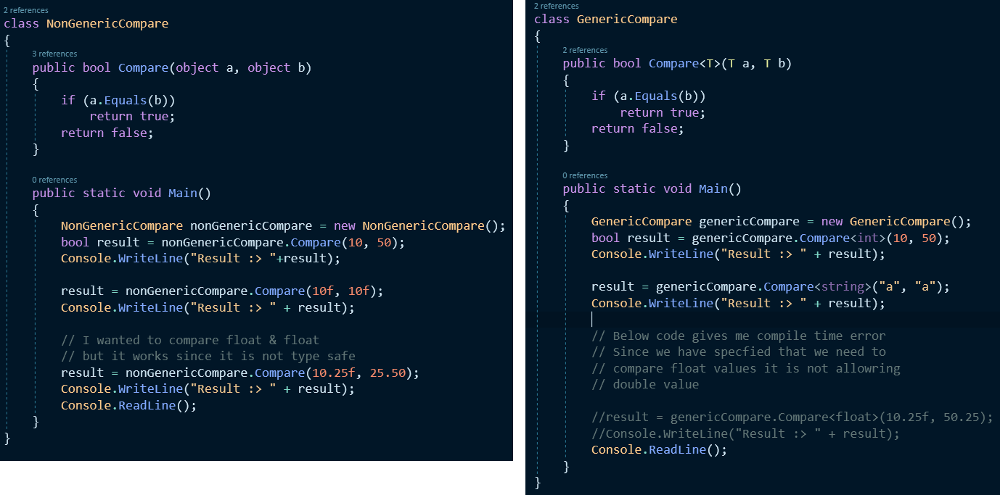 2 references
class NonGenericCompare
{
3 references
public bool Compare(object a, object b)
{
if (a.Equals(b))
return true;
return false;
}
0 references
public static void Main()
{
NonGenericCompare nonGenericCompare = new NonGenericCompare();
bool result = nonGenericCompare.Compare(10, 50);
Console.WriteLine("Result :> "+result);
result = nonGenericCompare.Compare(10f, 10f);
Console.WriteLine("Result :> " + result);
// I wanted to compare float & float
// but it works since it is not type safe
result = nonGenericCompare.Compare(10.25f, 25.50);
Console.WriteLine("Result :> " + result);
Console.ReadLine();
}
}
2 references
class GenericCompare
{
2 references
public bool Compare<T>(T a, T b)
{
if (a.Equals(b))
return true;
return false;
}
0 references
public static void Main()
{
GenericCompare genericCompare = new GenericCompare();
bool result = genericCompare.Compare<int>(10, 50);
Console.WriteLine("Result :> " + result);
result = genericCompare.Compare<string>("a", "a");
Console.WriteLine("Result :> " + result);
// Below code gives me compile time error
// Since we have specfied that we need to
// compare float values it is not allowring
// double value
//result = genericCompare.Compare<float>(10.25f, 50.25);
//Console.WriteLine("Result :> " + result);
Console.ReadLine();
}
}